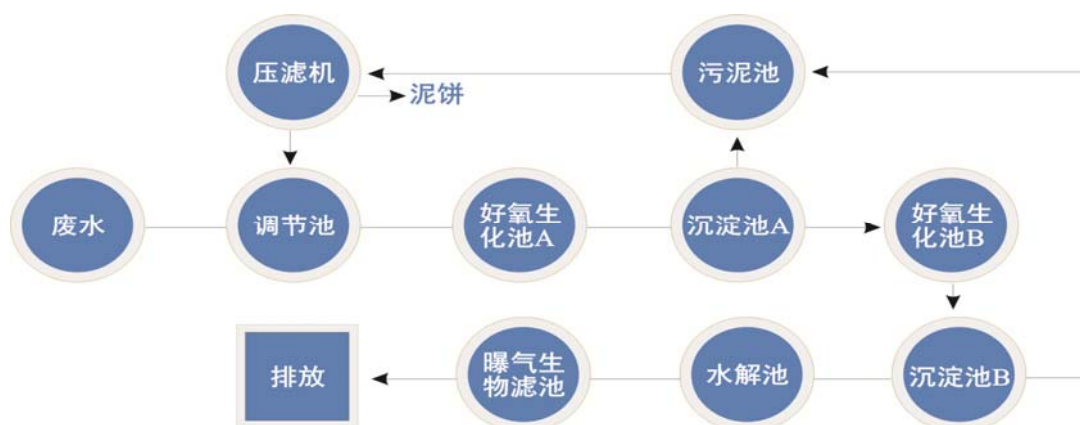 压滤机
污泥池
泥饼
废水
调节池
好氧生
化池A
沉淀池A
好氧生
化池B
排放
曝气生
物滤池
水解池
沉淀池B